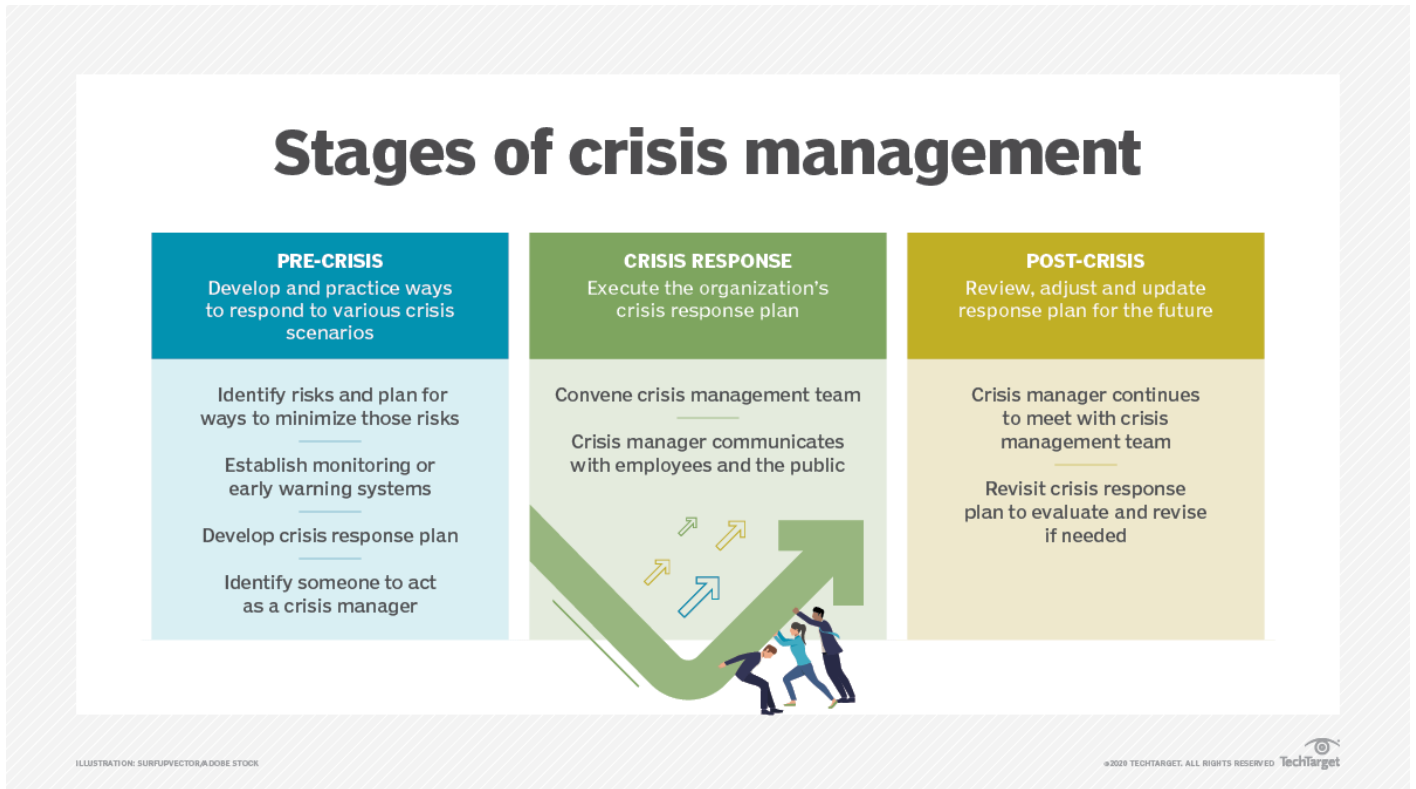 Stages of crisis management
PRE-CRISIS
Develop and practice ways
to respond to various crisis
scenarios
Identify risks and plan for
ways to minimize those risks
Establish monitoring or
early warning systems
Develop crisis response plan
Identify someone to act
as a crisis manager
CRISIS RESPONSE
Execute the organization's
crisis response plan
Convene crisis management team
Crisis manager communicates
with employees and the public
POST-CRISIS
Review, adjust and update
response plan for the future
Crisis manager continues
to meet with crisis
management team
Revisit crisis response
plan to evaluate and revise
if needed
ILLUSTRATION: SURFUPVECTOR/ADOBE STOCK
©2020 TECHTARGET. ALL RIGHTS RESERVED TechTarget